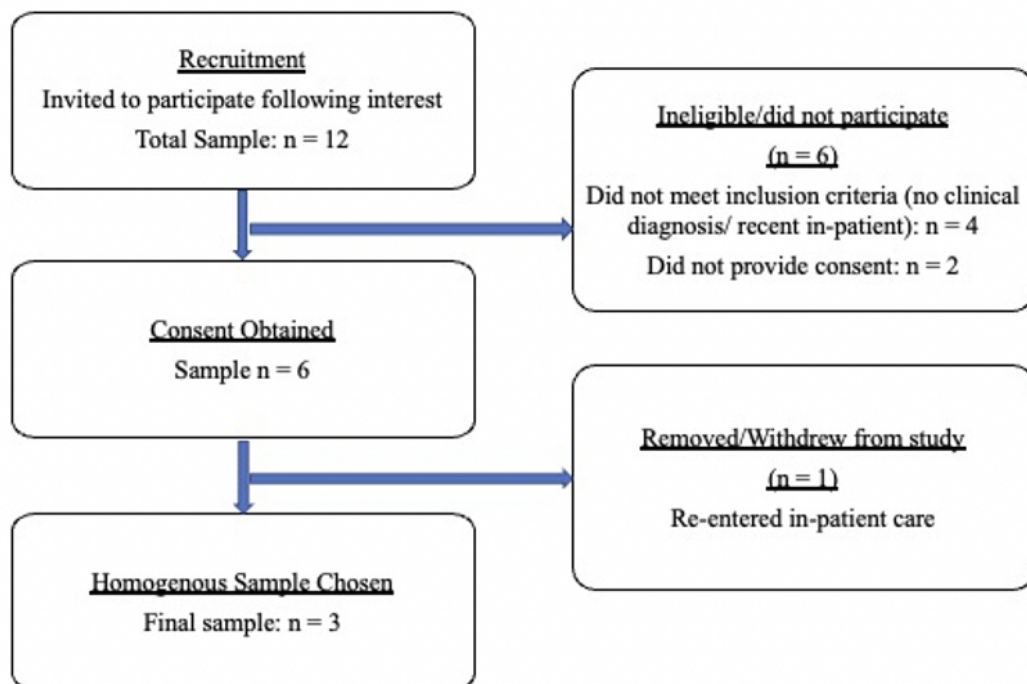 Recruitment
Invited to participate following interest
Total Sample: n = 12
Ineligible/did not participate
(n = 6)
Did not meet inclusion criteria (no clinical
diagnosis/ recent in-patient): n = 4
Did not provide consent: n = 2
Consent Obtained
Sample n = 6
Removed/Withdrew from study
(n = 1)
Re-entered in-patient care
Homogenous Sample Chosen
Final sample: n = 3